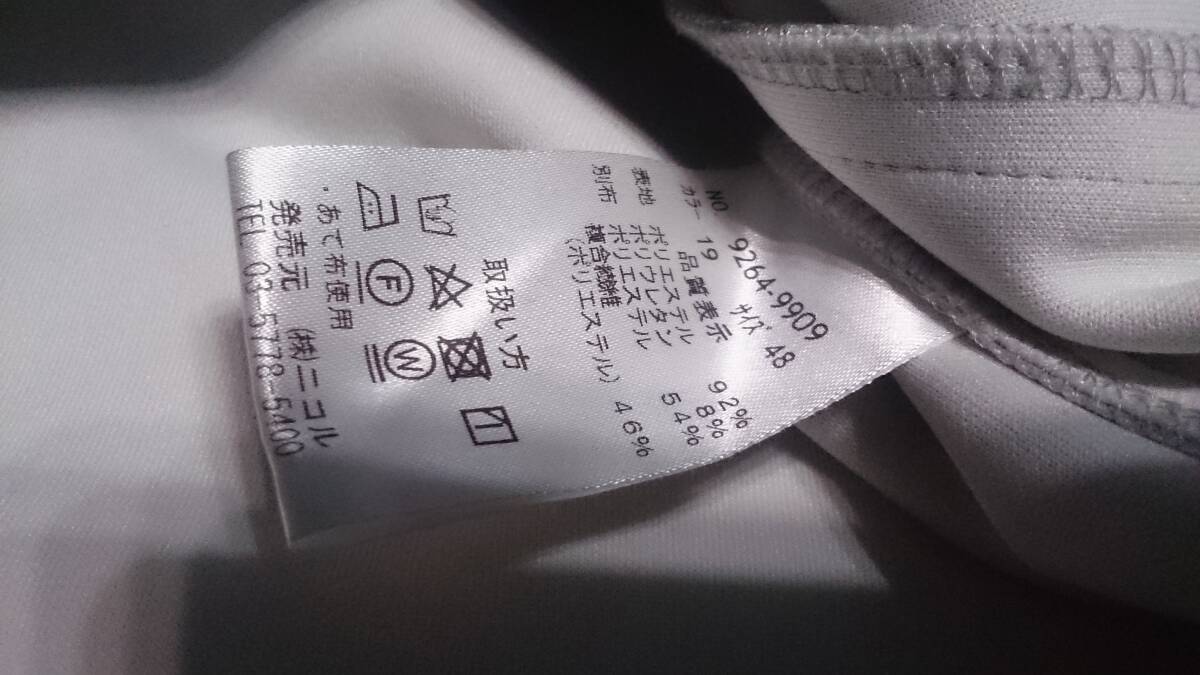 NO. 9264-9909
カラー 19 サイズ 48
品質表示
表地 ポリエステル 92%
ポリウレタン 8%
別布 ポリエステル 54%
複合繊維
(ポリエステル) 46%
取扱い方
F W
・あて布使用
発売元 (株)ニコル
TEL 03-5778-5400